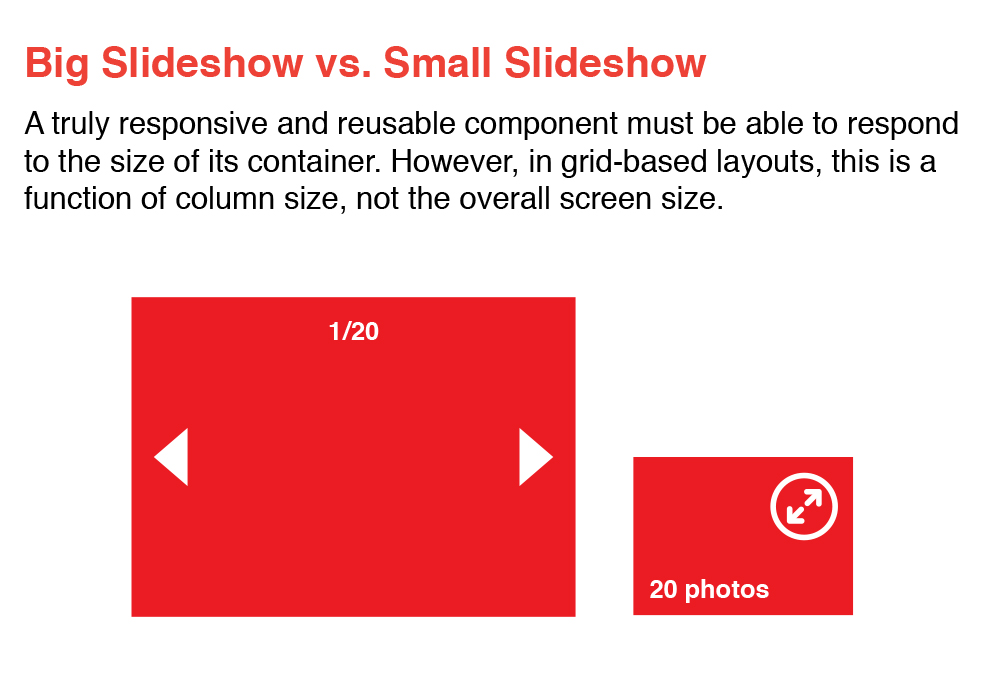 Big Slideshow vs. Small Slideshow
A truly responsive and reusable component must be able to respond
to the size of its container. However, in grid-based layouts, this is a
function of column size, not the overall screen size.
1/20
20 photos